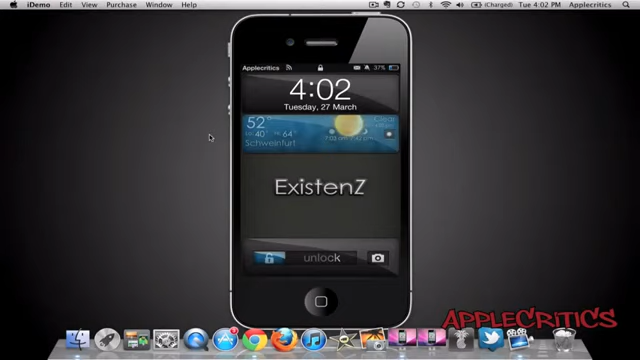 iDemo Edit View Purchase Window Help
(Charged) Tue 4:02 PM Applecritics
Applecritics 37%
4:02
Tuesday, 27 March
52°
40° 64°
Schweinfurt
ExistenZ
unlock
APPLECRITICS